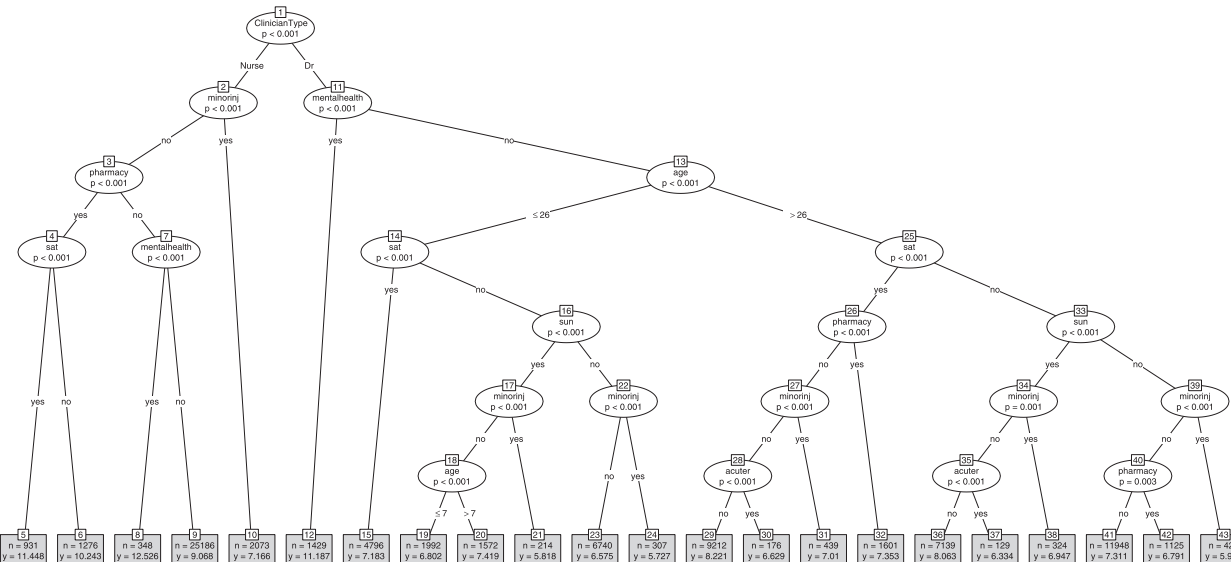 1
ClinicianType
p < 0.001
Nurse
Dr
2
minorinj
p < 0.001
11
mentalhealth
p < 0.001
no
yes
yes
no
3
pharmacy
p < 0.001
13
age
p < 0.001
yes
no
≤ 26
> 26
4
sat
p < 0.001
7
mentalhealth
p < 0.001
14
sat
p < 0.001
25
sat
p < 0.001
yes
no
yes
no
16
sun
p < 0.001
26
pharmacy
p < 0.001
33
sun
p < 0.001
yes
no
no
yes
yes
no
17
minorinj
p < 0.001
22
minorinj
p < 0.001
27
minorinj
p < 0.001
34
minorinj
p = 0.001
39
minorinj
p < 0.001
yes
no
yes
no
no
yes
no
yes
no
yes
no
yes
18
age
p < 0.001
28
acuter
p < 0.001
35
acuter
p < 0.001
40
pharmacy
p = 0.003
no
yes
≤ 7
> 7
no
yes
no
yes
no
yes
5
n = 931
y = 11.448
6
n = 1276
y = 10.243
8
n = 348
y = 12.526
9
n = 25186
y = 9.068
10
n = 2073
y = 7.166
12
n = 1429
y = 11.187
15
n = 4796
y = 7.183
19
n = 1992
y = 6.802
20
n = 1572
y = 7.419
21
n = 214
y = 5.818
23
n = 6740
y = 6.575
24
n = 307
y = 5.727
29
n = 9212
y = 8.221
30
n = 176
y = 6.629
31
n = 439
y = 7.01
32
n = 1601
y = 7.353
36
n = 7139
y = 8.063
37
n = 129
y = 6.334
38
n = 324
y = 6.947
41
n = 11948
y = 7.311
42
n = 1125
y = 6.791
43
n = 42
y = 5.9